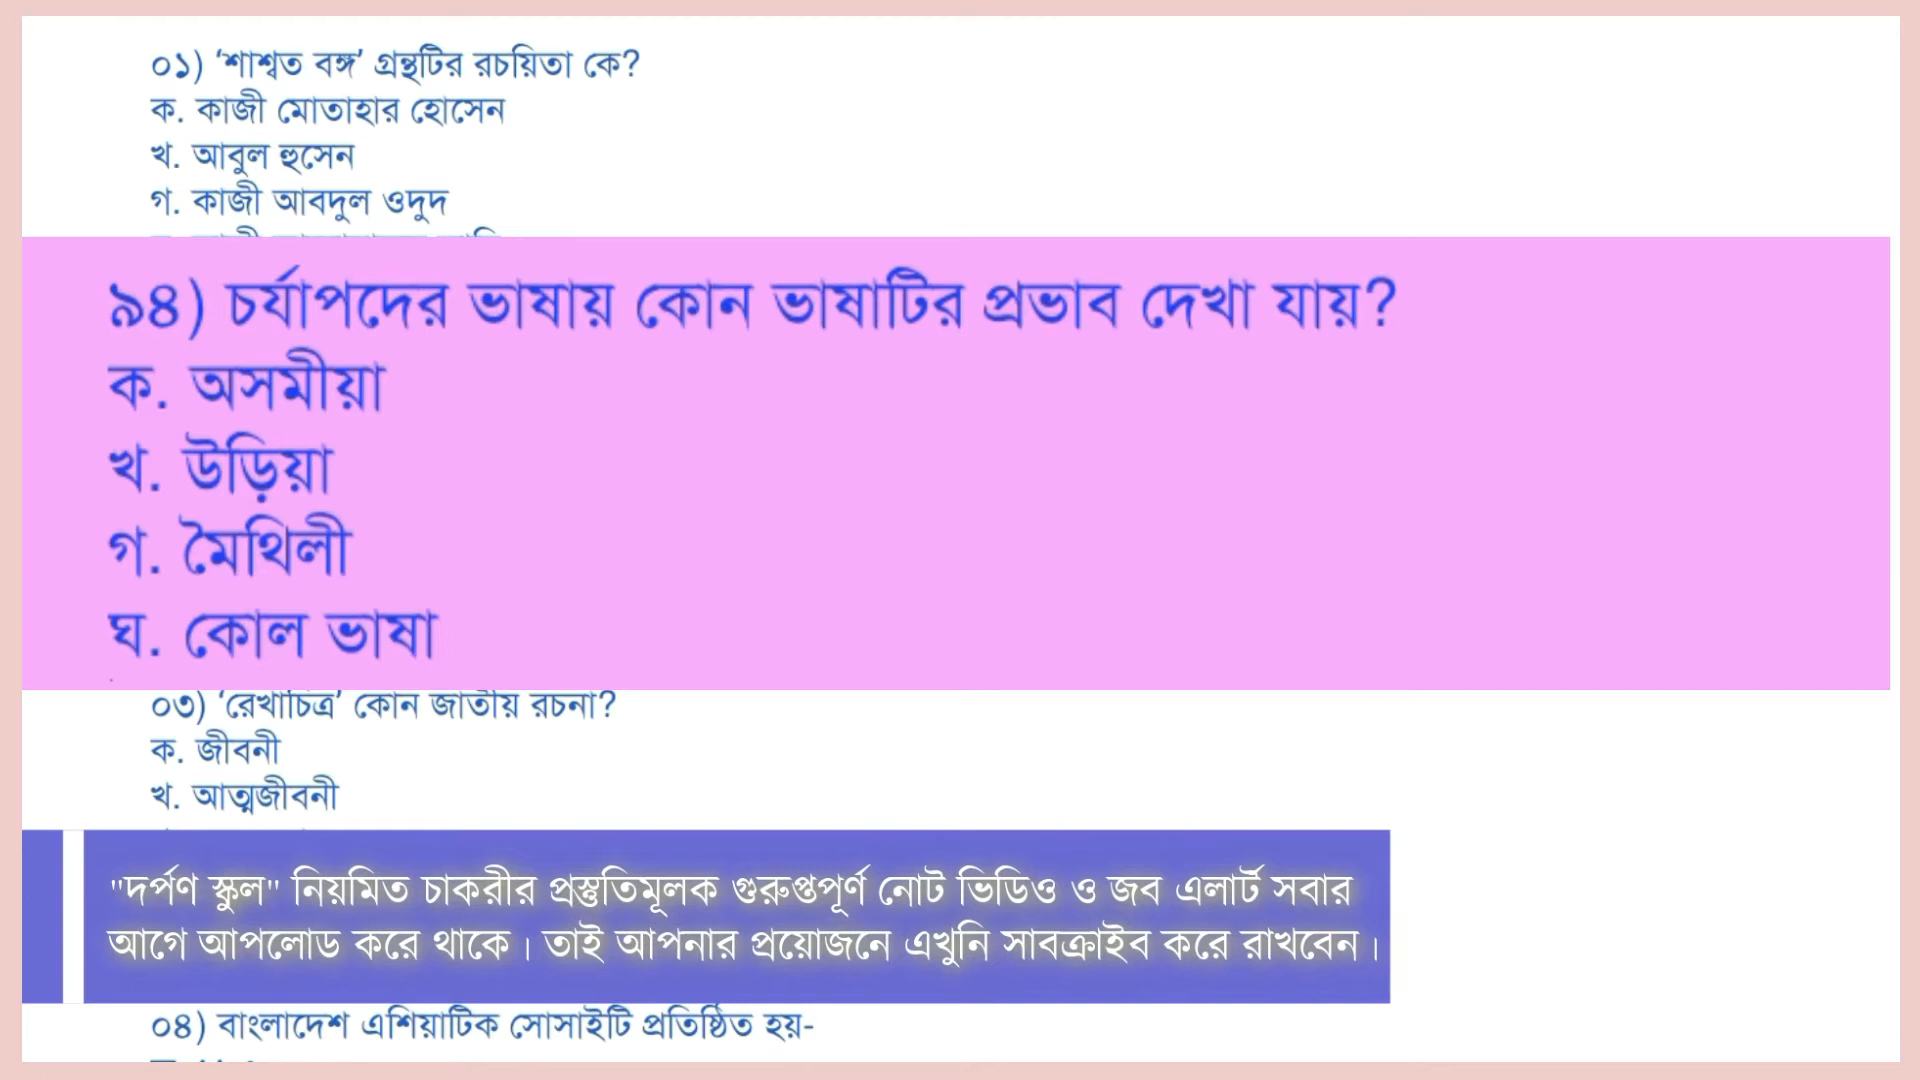 ০১) ‘শাশ্বত বঙ্গ’ গ্রন্থটির রচয়িতা কে?
ক. কাজী মোতাহার হোসেন
খ. আবুল হুসেন
গ. কাজী আবদুল ওদুদ
৯৪) চর্যাপদের ভাষায় কোন ভাষাটির প্রভাব দেখা যায়?
ক. অসমীয়া
খ. উড়িয়া
গ. মৈথিলী
ঘ. কোল ভাষা
০৩) ‘রেখাচিত্র’ কোন জাতীয় রচনা?
ক. জীবনী
খ. আত্মজীবনী
"দর্পণ স্কুল" নিয়মিত চাকরীর প্রস্তুতিমূলক গুরুপ্তপূর্ণ নোট ভিডিও ও জব এলার্ট সবার
আগে আপলোড করে থাকে। তাই আপনার প্রয়োজনে এখুনি সাবক্রাইব করে রাখবেন।
০৪) বাংলাদেশ এশিয়াটিক সোসাইটি প্রতিষ্ঠিত হয়-